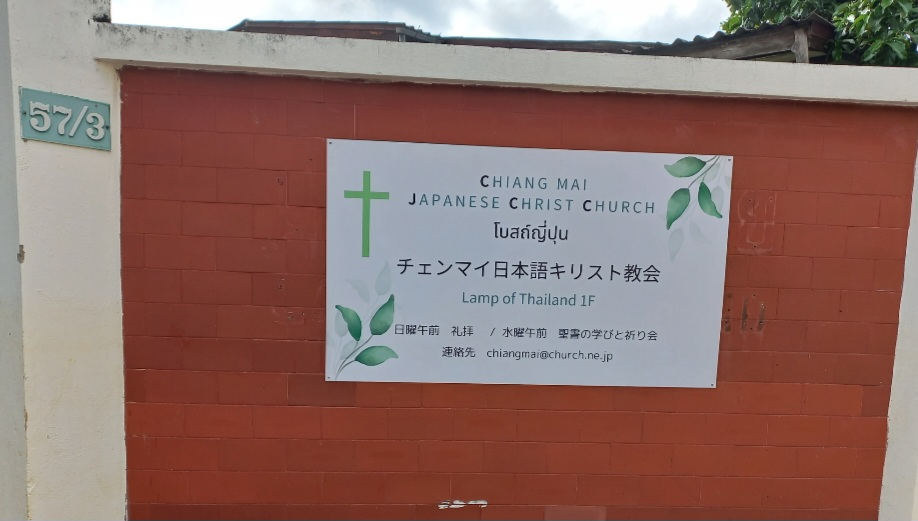 57/3
CHIANG MAI
JAPANESE CHRIST CHURCH
โบสถ์ญี่ปุ่น
チェンマイ日本語キリスト教会
Lamp of Thailand 1F
日曜午前 礼拝 / 水曜午前 聖書の学びと祈り会
連絡先 chiangmai@church.ne.jp